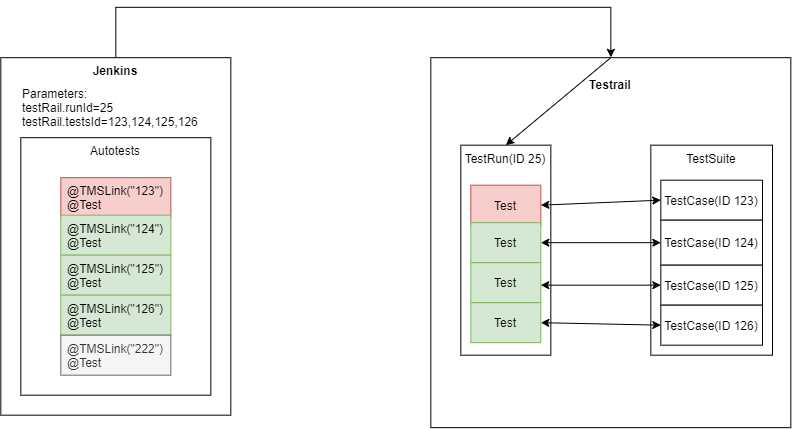 Jenkins
Parameters:
testRail.runId=25
testRail.testsId=123,124,125,126
Autotests
@TMSLink("123")
@Test
@TMSLink("124")
@Test
@TMSLink("125")
@Test
@TMSLink("126")
@Test
@TMSLink("222")
@Test
Testrail
TestRun(ID 25)
Test
Test
Test
Test
TestSuite
TestCase(ID 123)
TestCase(ID 124)
TestCase(ID 125)
TestCase(ID 126)